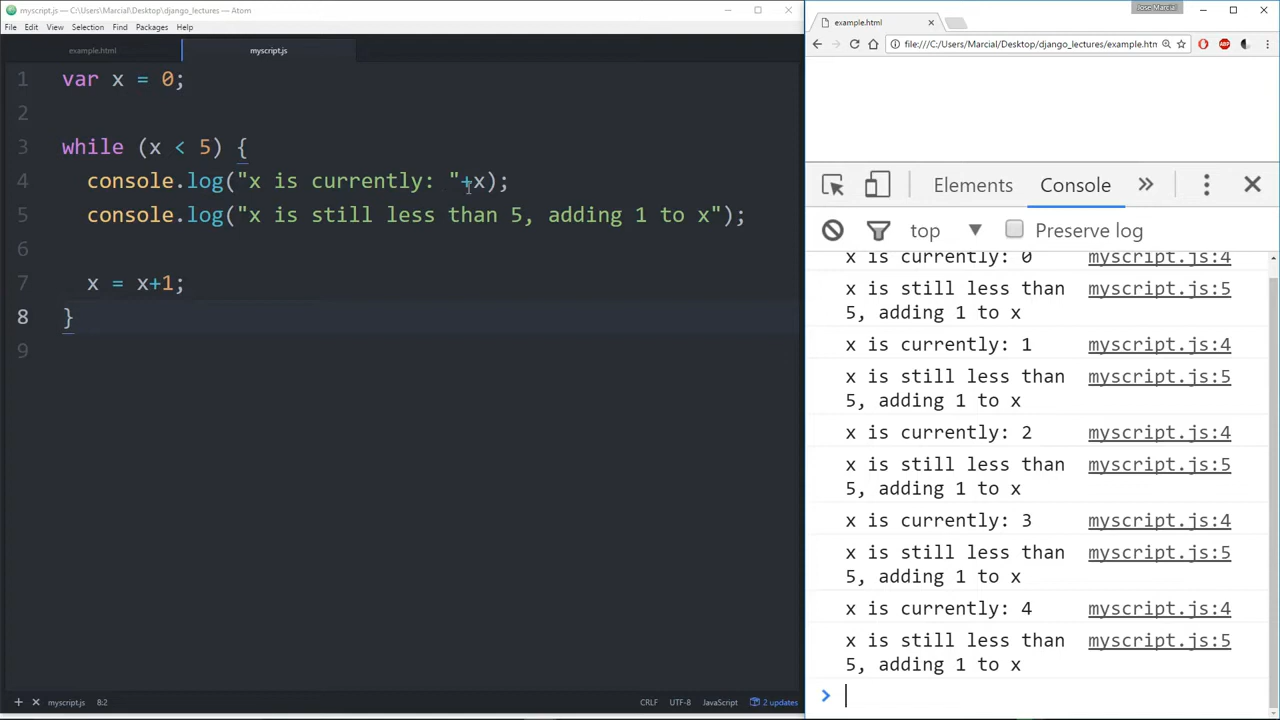 myscript.js — C:\Users\Marcial\Desktop\django_lectures — Atom
File Edit View Selection Find Packages Help
example.html myscript.js
1 var x = 0;
2
3 while (x < 5) {
4 console.log("x is currently: "+x);
5 console.log("x is still less than 5, adding 1 to x");
6
7 x = x+1;
8 }
9
myscript.js 8:2 CRLF UTF-8 JavaScript 2 updates
Jose Marcial
example.html
file:///C:/Users/Marcial/Desktop/django_lectures/example.htn
ABP
Elements Console
top Preserve log
x is currently: 0 myscript.js:4
x is still less than myscript.js:5
5, adding 1 to x
x is currently: 1 myscript.js:4
x is still less than myscript.js:5
5, adding 1 to x
x is currently: 2 myscript.js:4
x is still less than myscript.js:5
5, adding 1 to x
x is currently: 3 myscript.js:4
x is still less than myscript.js:5
5, adding 1 to x
x is currently: 4 myscript.js:4
x is still less than myscript.js:5
5, adding 1 to x